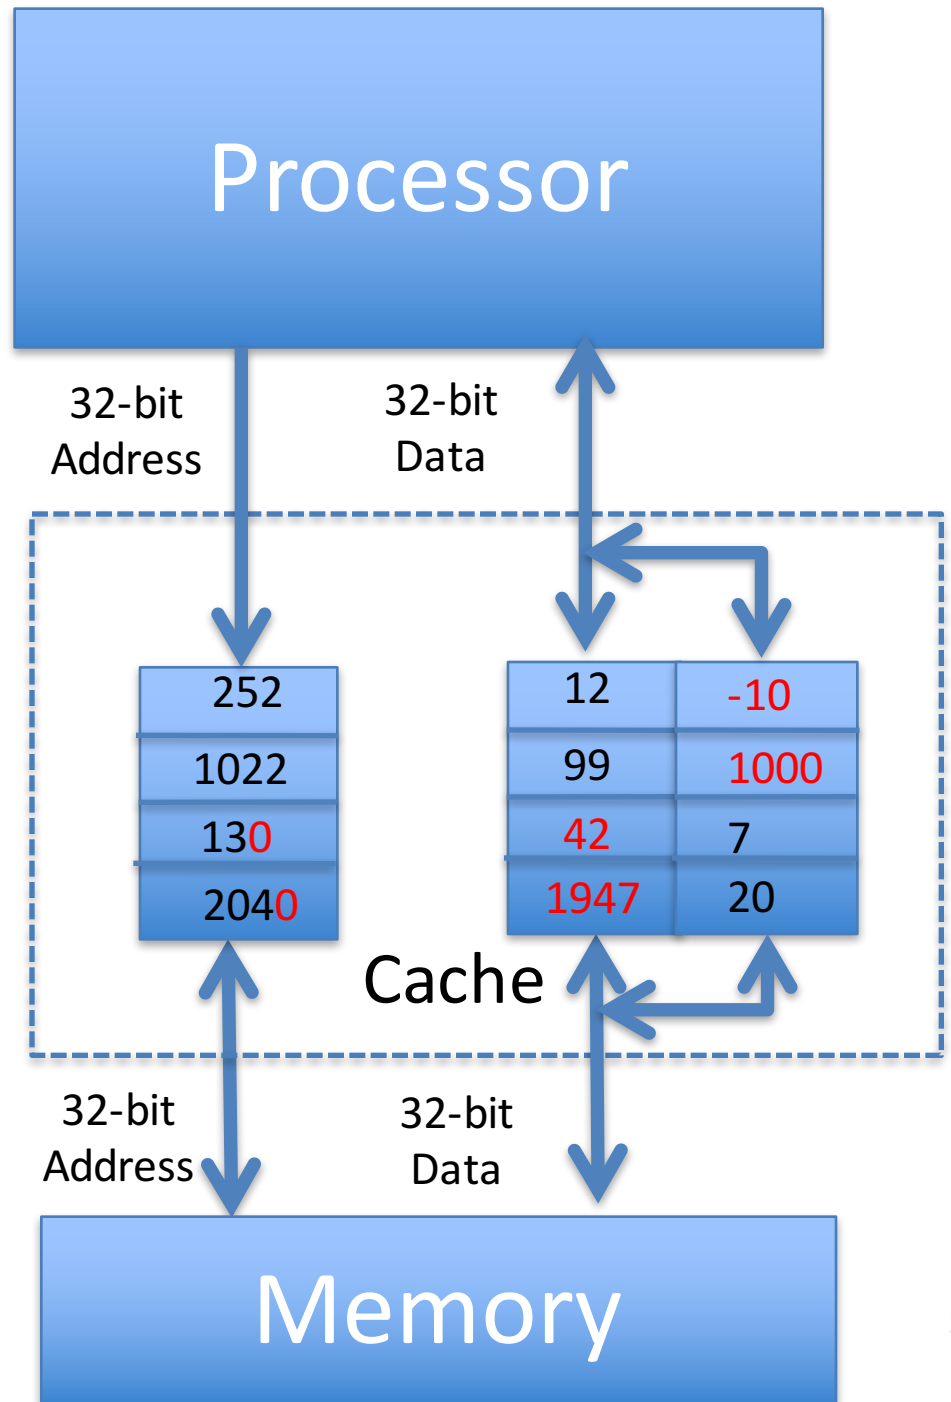 Processor
32-bit
Address
32-bit
Data
252
1022
130
2040
12
-10
99
1000
42
7
1947
20
Cache
32-bit
Address
32-bit
Data
Memory